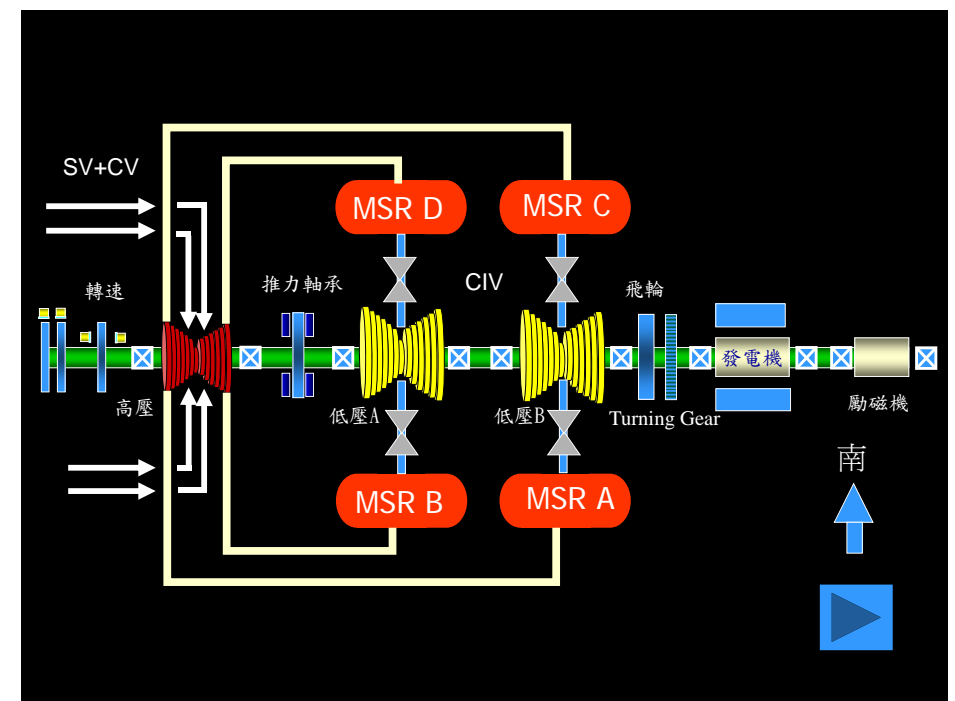 SV+CV
MSR D
MSR C
轉速
推力軸承
CIV
飛輪
發電機
高壓
低壓A
低壓B
Turning Gear
勵磁機
MSR B
MSR A
南